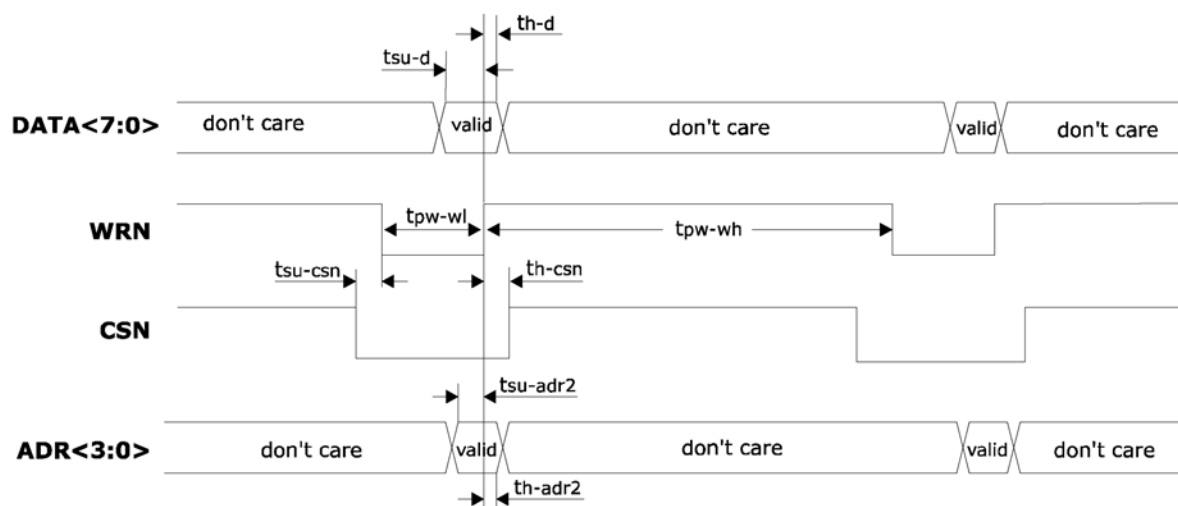 th-d
tsu-d
DATA<7:0> don't care valid don't care valid don't care
WRN tpw-wl tpw-wh
tsu-csn th-csn
CSN
tsu-adr2
ADR<3:0> don't care valid don't care valid don't care
th-adr2